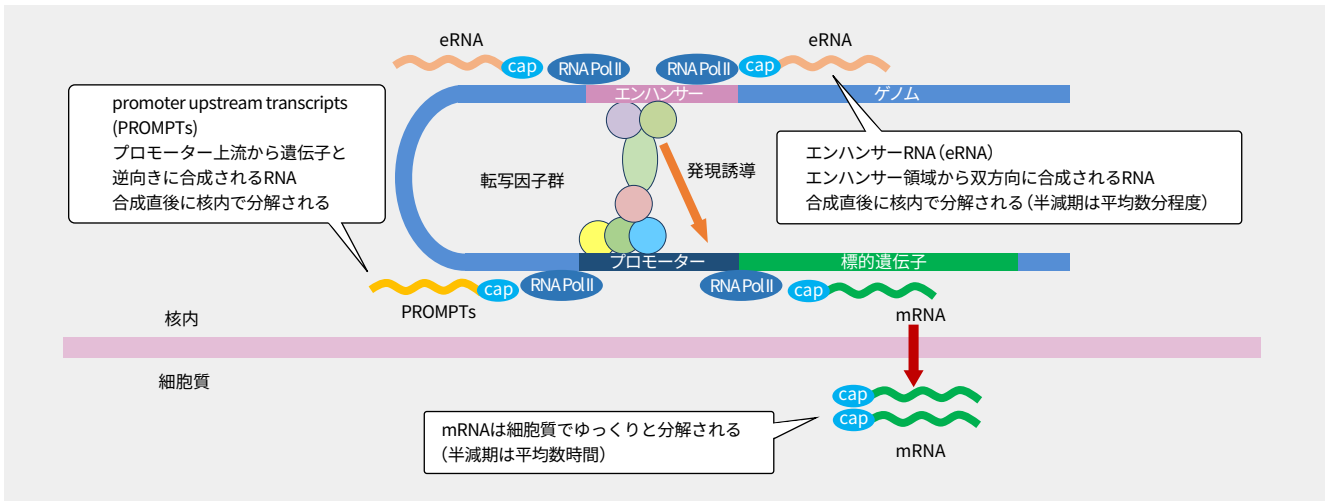 eRNA
cap
RNA Pol II
RNA Pol II
cap
eRNA
エンハンサー
ゲノム
promoter upstream transcripts
(PROMPTs)
プロモーター上流から遺伝子と
逆向きに合成されるRNA
合成直後に核内で分解される
転写因子群
発現誘導
エンハンサーRNA（eRNA）
エンハンサー領域から双方向に合成されるRNA
合成直後に核内で分解される（半減期は平均数分程度）
プロモーター
標的遺伝子
cap
RNA Pol II
RNA Pol II
cap
PROMPTs
mRNA
核内
細胞質
cap
cap
mRNA
mRNAは細胞質でゆっくりと分解される
（半減期は平均数時間）